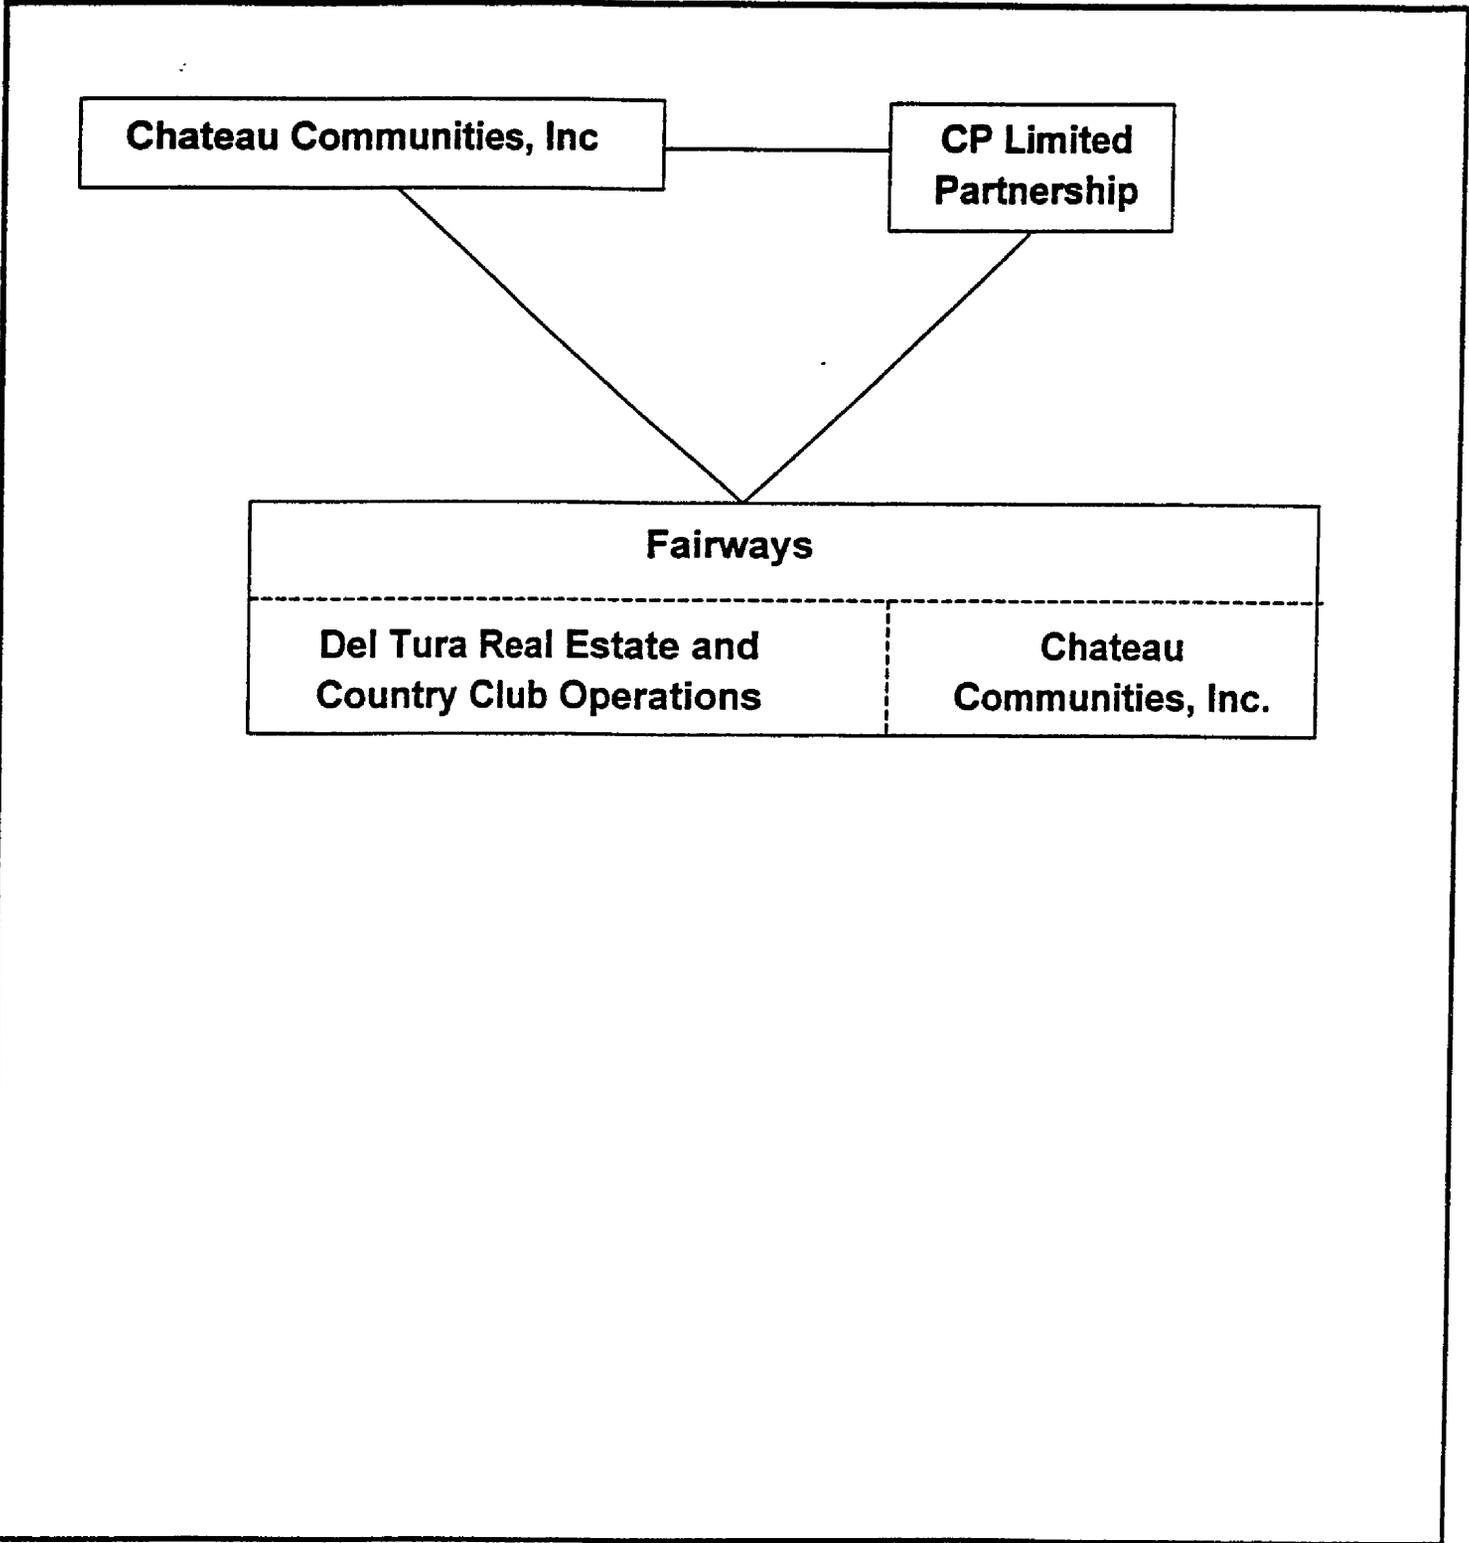 Chateau Communities, Inc
CP Limited
Partnership
Fairways
Del Tura Real Estate and
Country Club Operations
Chateau
Communities, Inc.